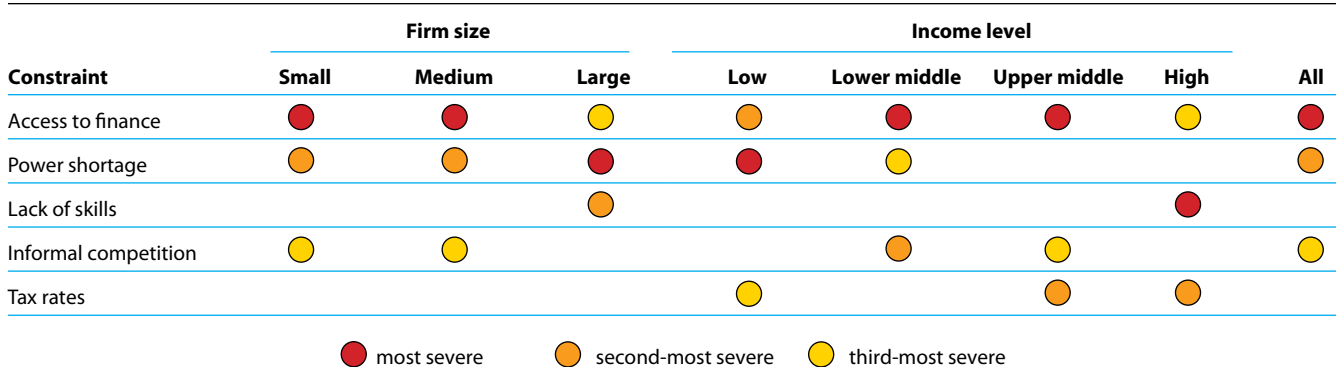 Firm size Income level
Constraint Small Medium Large Low Lower middle Upper middle High All
Access to finance
Power shortage
Lack of skills
Informal competition
Tax rates
most severe second-most severe third-most severe